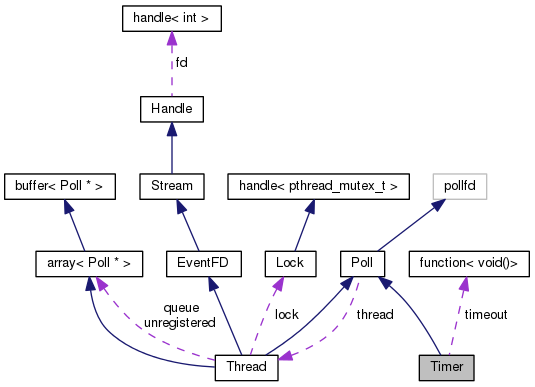 handle< int >
fd
Handle
buffer< Poll * >
Stream
handle< pthread_mutex_t >
pollfd
array< Poll * >
EventFD
Lock
Poll
function< void()>
queue
unregistered
lock
thread
timeout
Thread
Timer